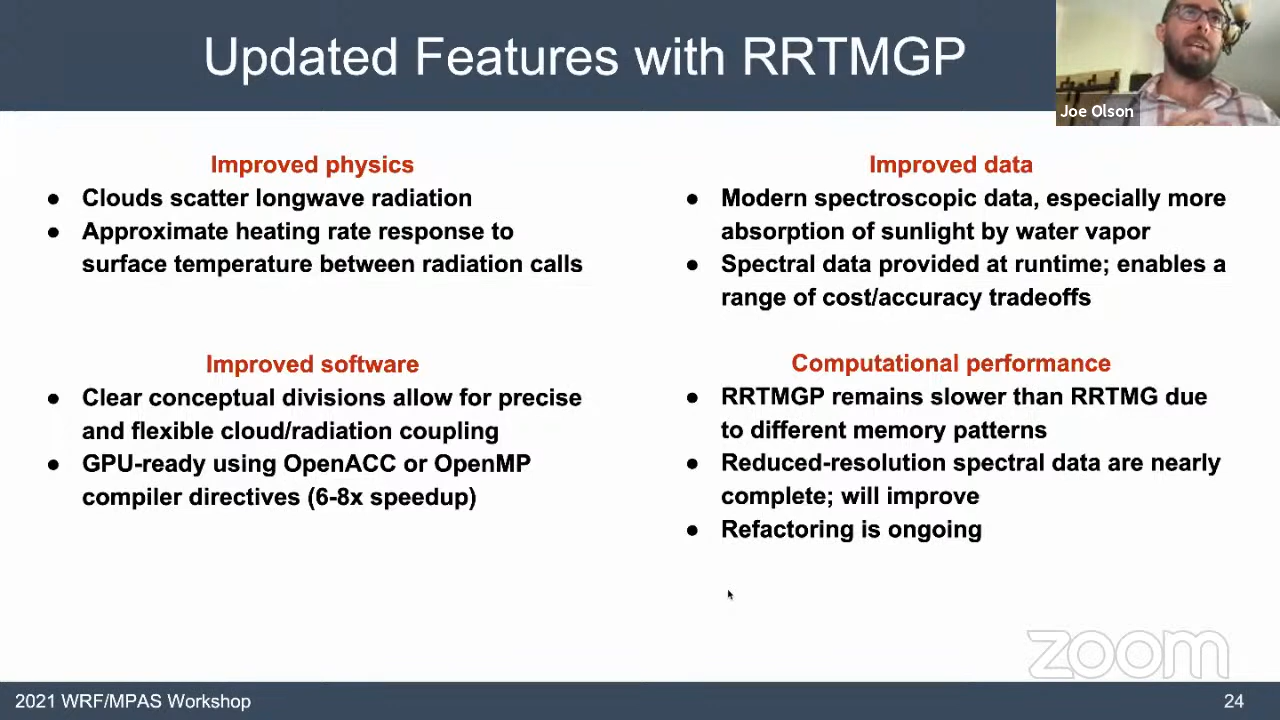 Updated Features with RRTMGP
Joe Olson
Improved physics
● Clouds scatter longwave radiation
● Approximate heating rate response to
surface temperature between radiation calls
Improved data
● Modern spectroscopic data, especially more
absorption of sunlight by water vapor
● Spectral data provided at runtime; enables a
range of cost/accuracy tradeoffs
Improved software
● Clear conceptual divisions allow for precise
and flexible cloud/radiation coupling
● GPU-ready using OpenACC or OpenMP
compiler directives (6-8x speedup)
Computational performance
● RRTMGP remains slower than RRTMG due
to different memory patterns
● Reduced-resolution spectral data are nearly
complete; will improve
● Refactoring is ongoing
zoom
2021 WRF/MPAS Workshop
24